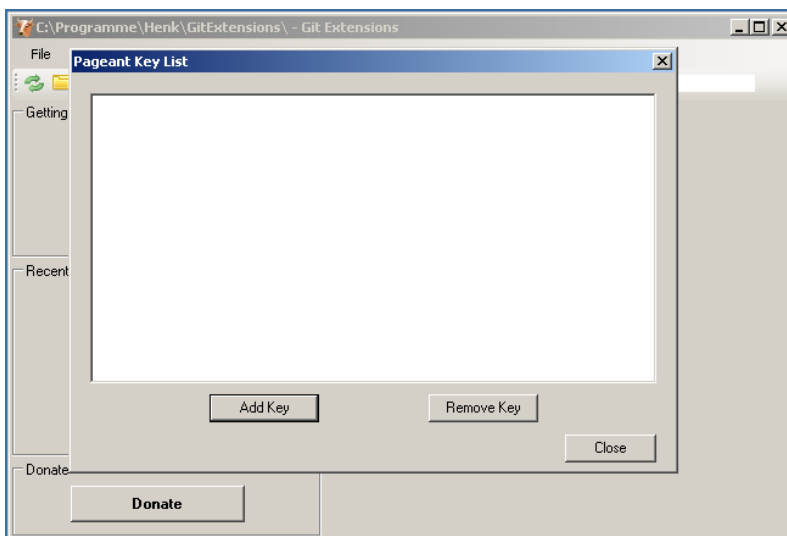 C:\Programme\Henk\GitExtensions\ - Git Extensions
File
Pageant Key List
Getting
Recent
Add Key
Remove Key
Close
Donate
Donate